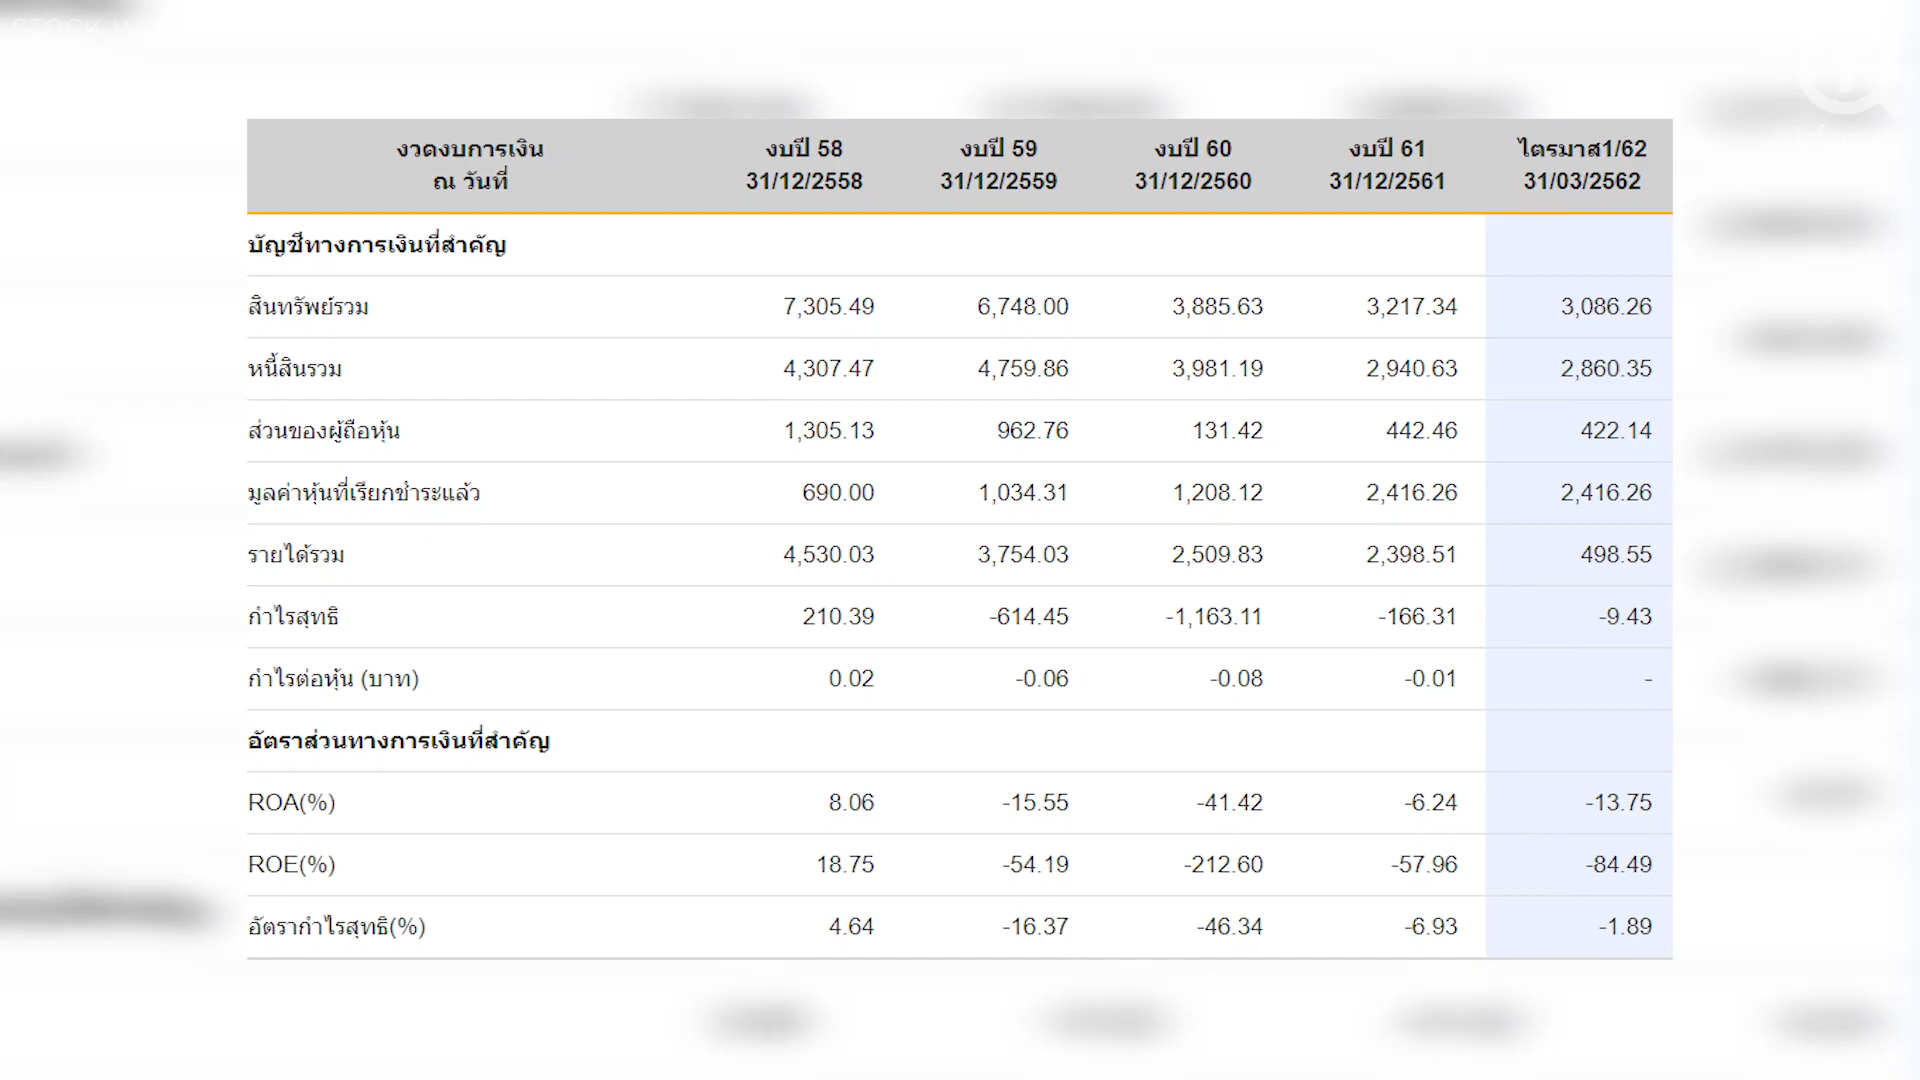 งวดงบการเงิน
ณ วันที่
งบปี 58
31/12/2558
งบปี 59
31/12/2559
งบปี 60
31/12/2560
งบปี 61
31/12/2561
ไตรมาส1/62
31/03/2562
บัญชีทางการเงินที่สำคัญ
สินทรัพย์รวม 7,305.49 6,748.00 3,885.63 3,217.34 3,086.26
หนี้สินรวม 4,307.47 4,759.86 3,981.19 2,940.63 2,860.35
ส่วนของผู้ถือหุ้น 1,305.13 962.76 131.42 442.46 422.14
มูลค่าหุ้นที่เรียกชำระแล้ว 690.00 1,034.31 1,208.12 2,416.26 2,416.26
รายได้รวม 4,530.03 3,754.03 2,509.83 2,398.51 498.55
กำไรสุทธิ 210.39 -614.45 -1,163.11 -166.31 -9.43
กำไรต่อหุ้น (บาท) 0.02 -0.06 -0.08 -0.01 -
อัตราส่วนทางการเงินที่สำคัญ
ROA(%) 8.06 -15.55 -41.42 -6.24 -13.75
ROE(%) 18.75 -54.19 -212.60 -57.96 -84.49
อัตรากำไรสุทธิ(%) 4.64 -16.37 -46.34 -6.93 -1.89